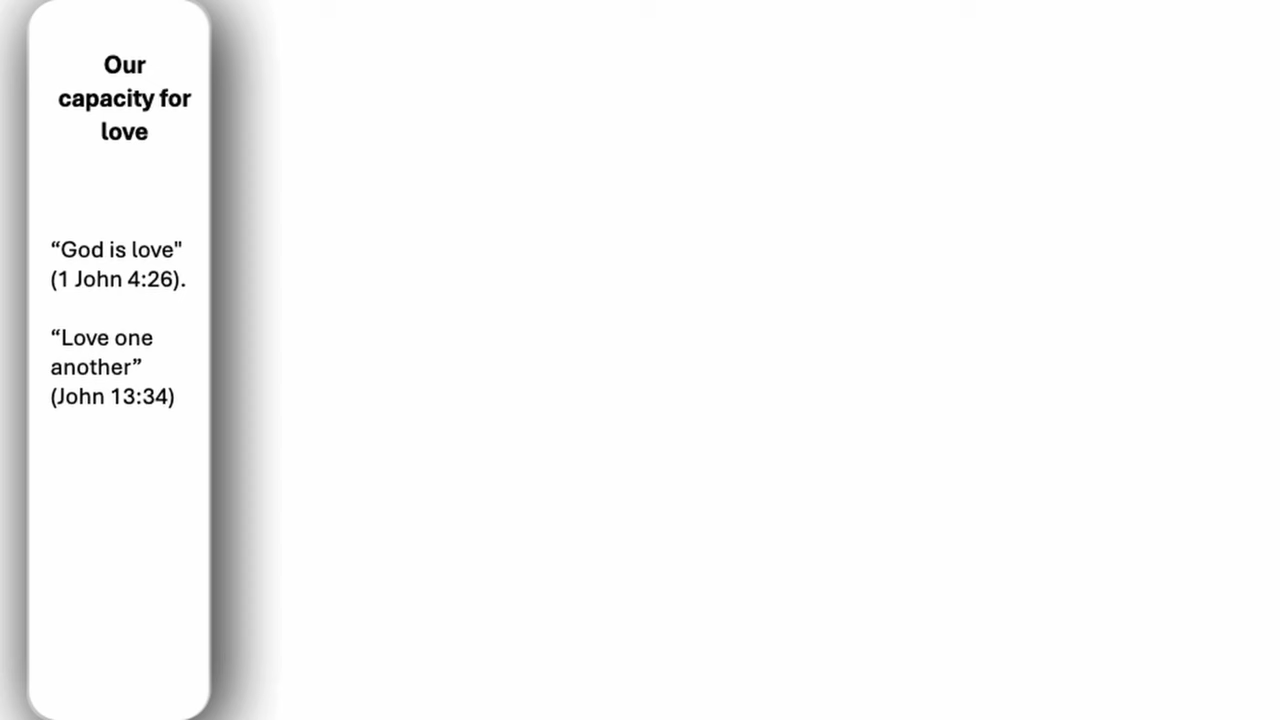 Our
capacity for
love
“God is love"
(1 John 4:26).
“Love one
another”
(John 13:34)